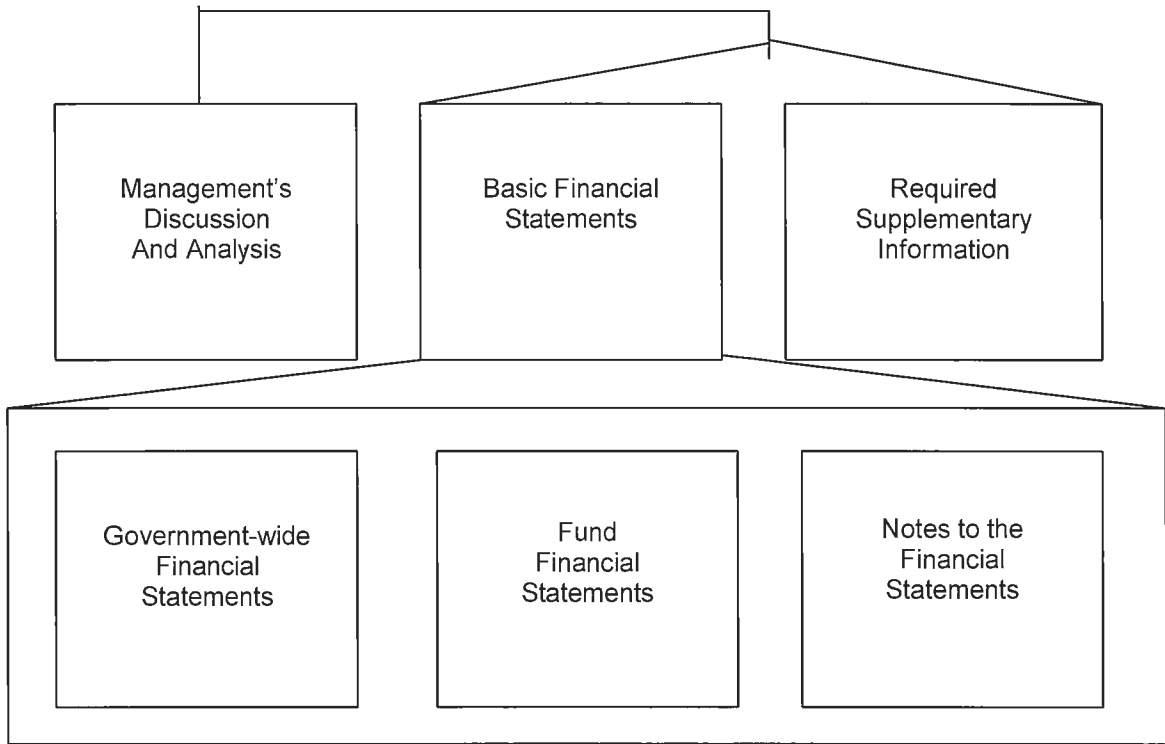 Management's
Discussion
And Analysis
Basic Financial
Statements
Required
Supplementary
Information
Government-wide
Financial
Statements
Fund
Financial
Statements
Notes to the
Financial
Statements